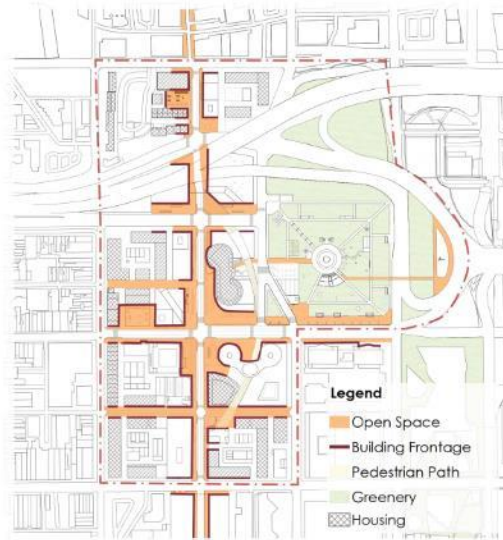 Legend
Open Space
Building Frontage
Pedestrian Path
Greenery
Housing